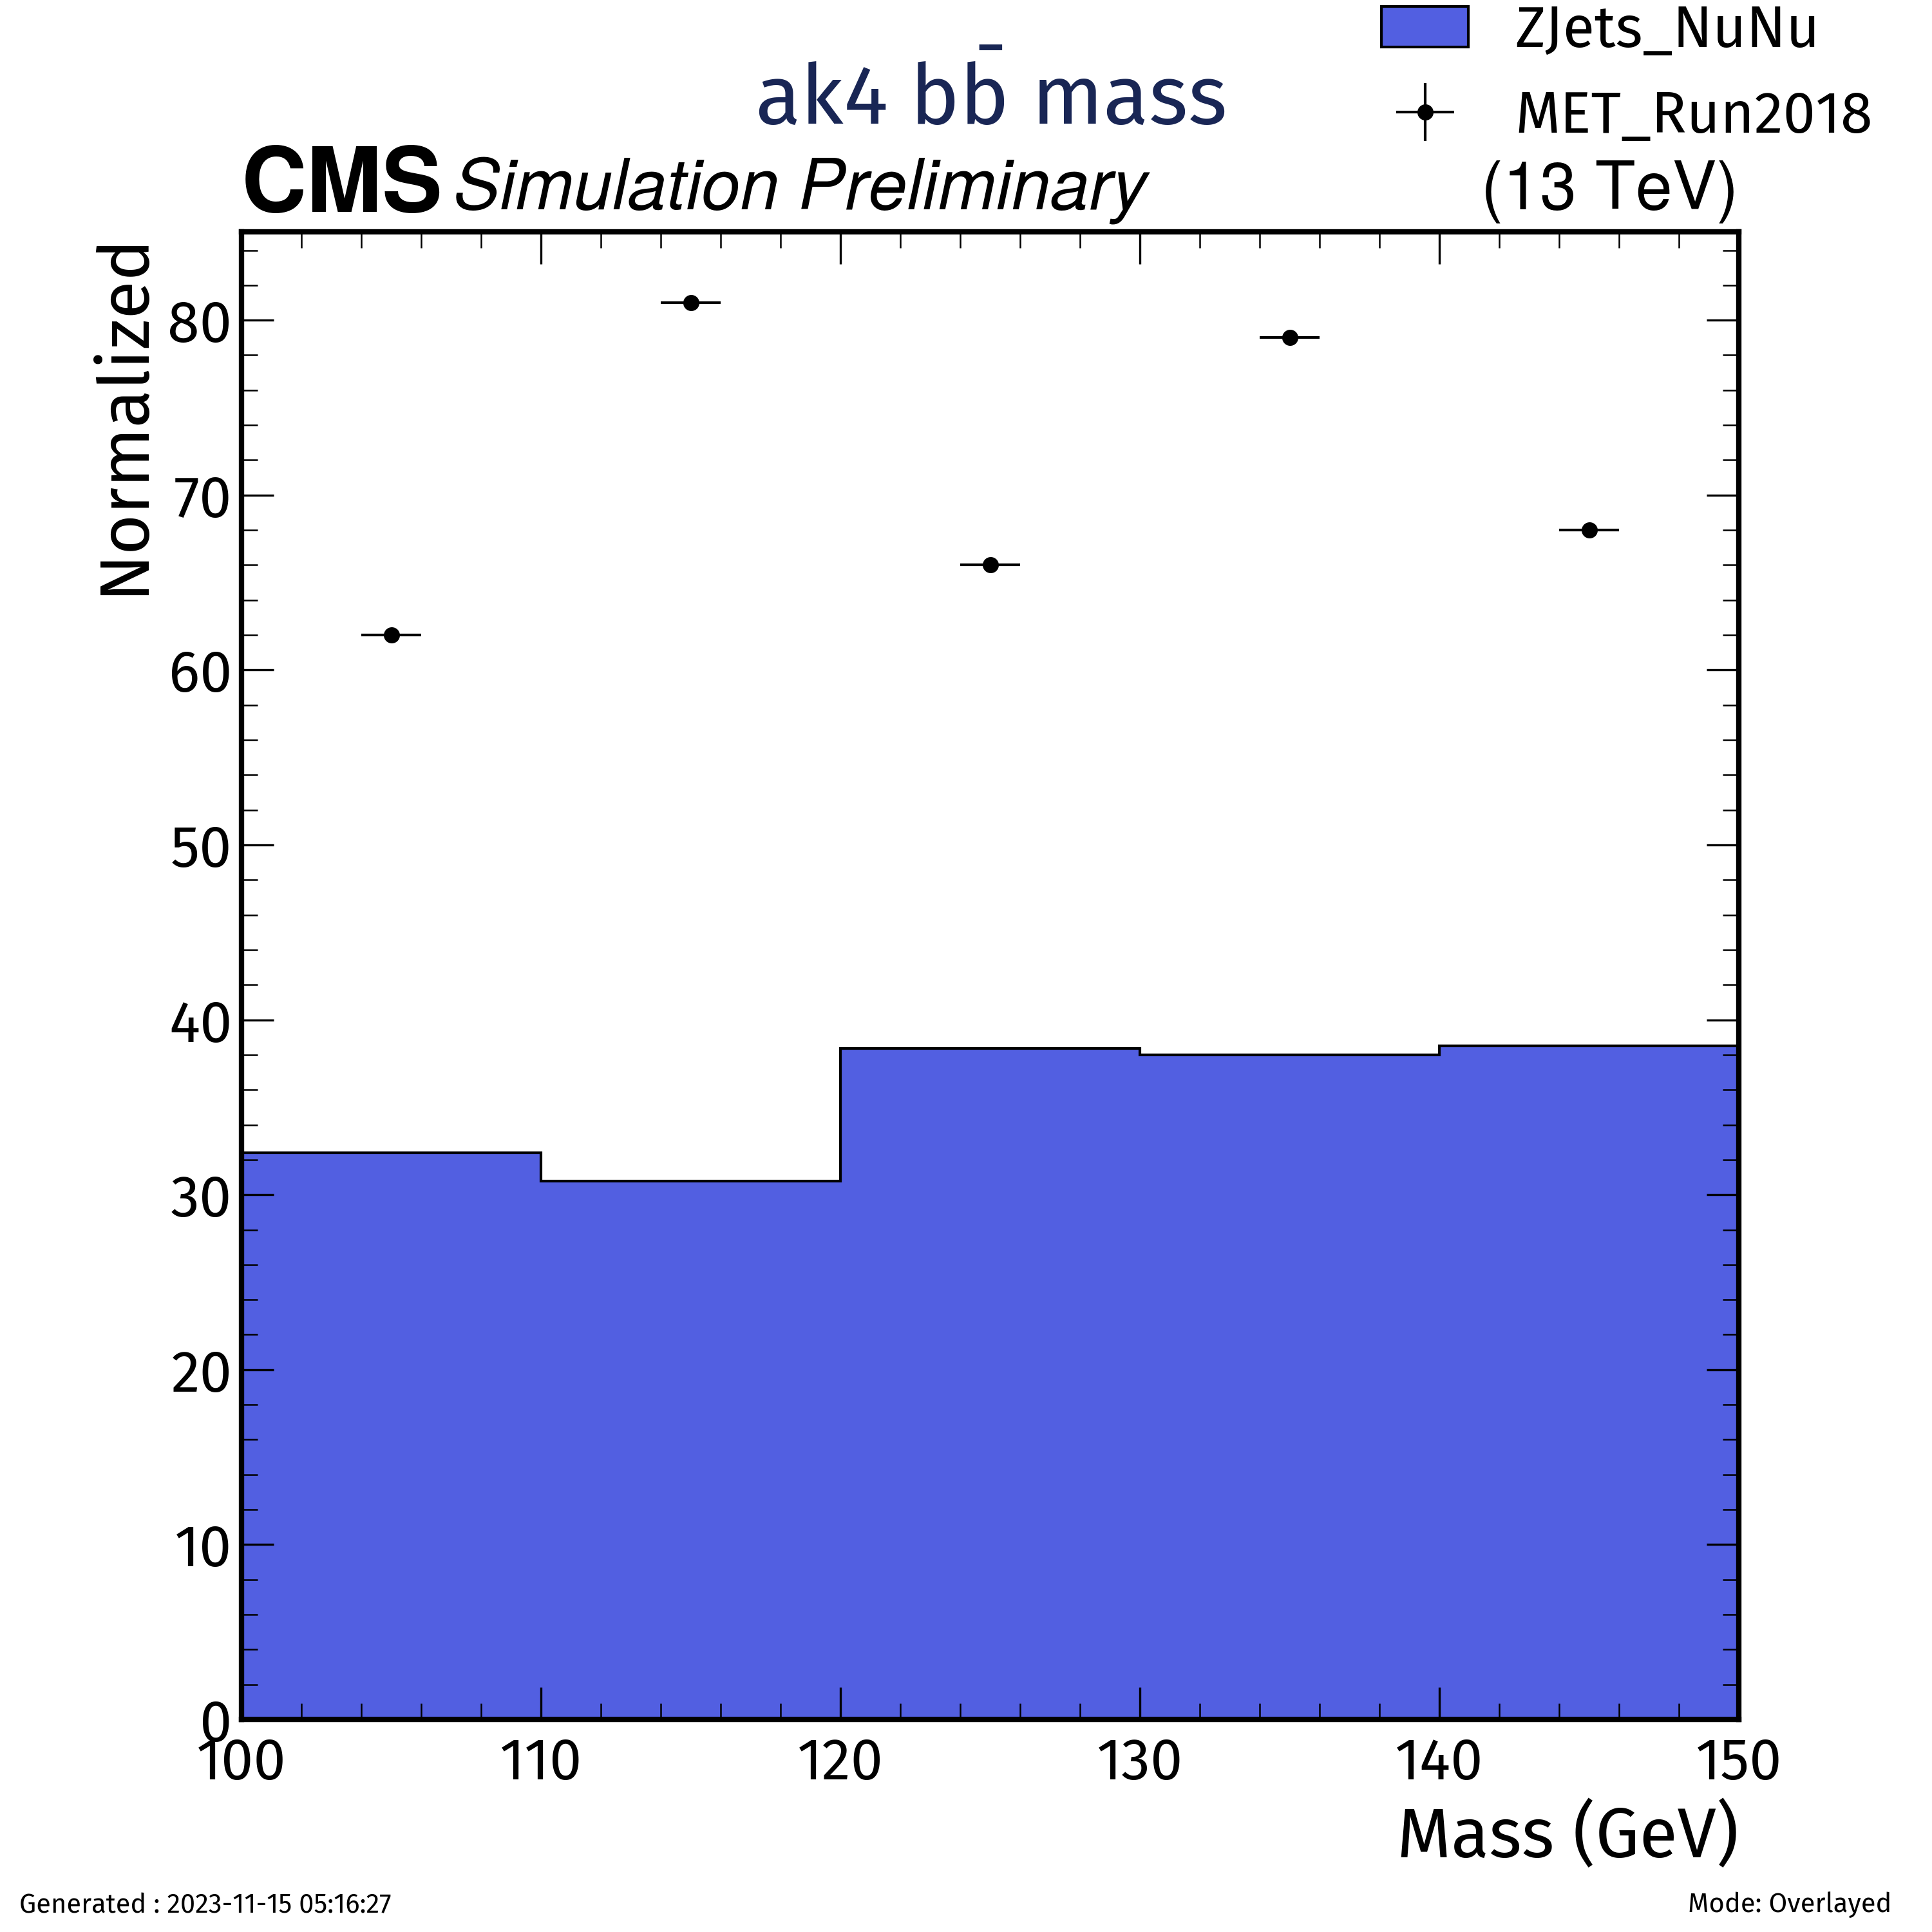 ZJets_NuNu
MET_Run2018
ak4 bb̄ mass
CMS Simulation Preliminary (13 TeV)
Normalized
80
70
60
50
40
30
20
10
0
100 110 120 130 140 150
Mass (GeV)
Generated : 2023-11-15 05:16:27 Mode: Overlayed